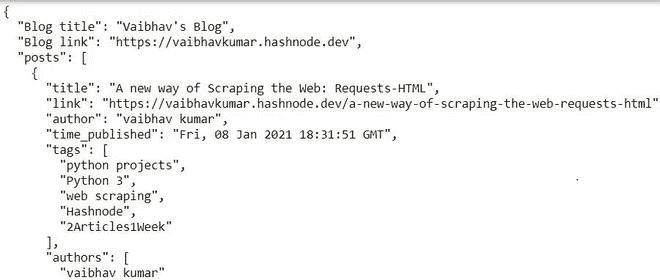 {
"Blog title": "Vaibhav's Blog",
"Blog link": "https://vaibhavkumar.hashnode.dev",
"posts": [
{
"title": "A new way of Scraping the Web: Requests-HTML",
"link": "https://vaibhavkumar.hashnode.dev/a-new-way-of-scraping-the-web-requests-html"
"author": "vaibhav kumar",
"time_published": "Fri, 08 Jan 2021 18:31:51 GMT",
"tags": [
"python projects",
"Python 3",
"web scraping",
"Hashnode",
"2Articles1Week"
],
"authors": [
"vaibhav kumar"